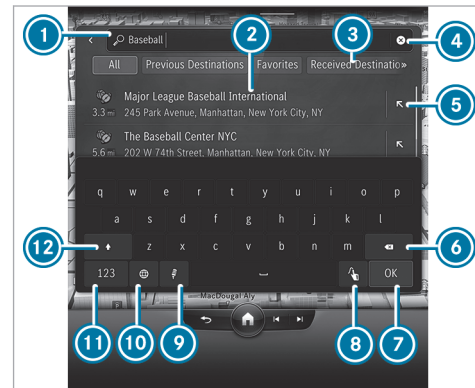 1
2
3
4
Baseball
All Previous Destinations Favorites Received Destinatio»
Major League Baseball International
5
3.3 mi 245 Park Avenue, Manhattan, New York City, NY
The Baseball Center NYC
5.6 mi 202 W 74th Street, Manhattan, New York City, NY
q w e r t y u i o p
a s d f g h j k l
12 z x c v b n m 6
123 OK
MacDougal Aly
11 10 9 8 7